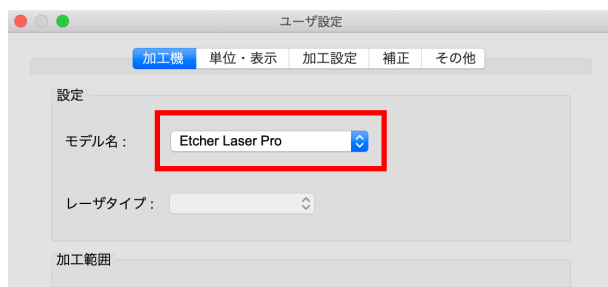 ユーザ設定
加工機 単位・表示 加工設定 補正 その他
設定
モデル名： Etcher Laser Pro
レーザタイプ：
加工範囲